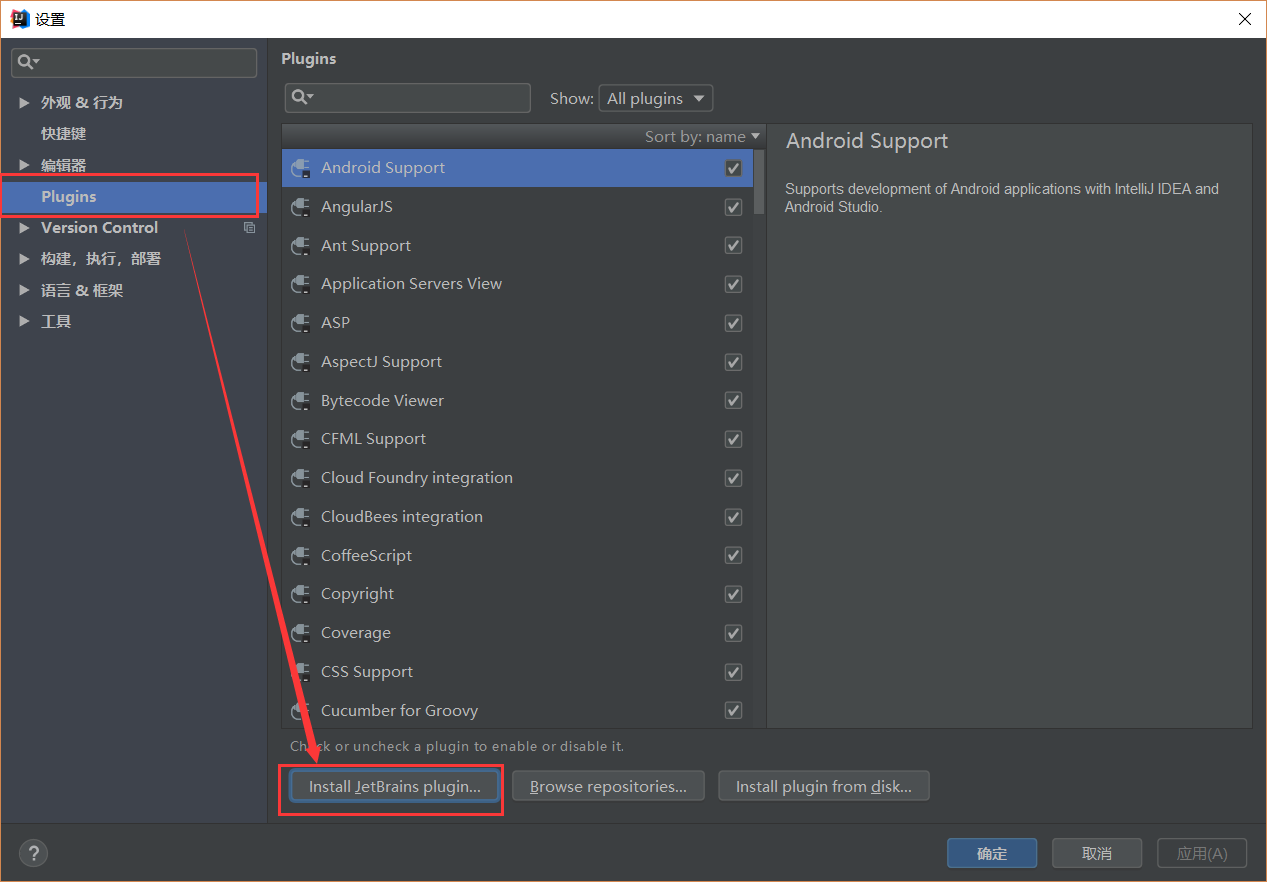 设置
Plugins
Show: All plugins
外观 & 行为
快捷键
编辑器
Plugins
Version Control
构建，执行，部署
语言 & 框架
工具
Sort by: name
Android Support
AngularJS
Ant Support
Application Servers View
ASP
AspectJ Support
Bytecode Viewer
CFML Support
Cloud Foundry integration
CloudBees integration
CoffeeScript
Copyright
Coverage
CSS Support
Cucumber for Groovy
Android Support
Supports development of Android applications with IntelliJ IDEA and
Android Studio.
Check or uncheck a plugin to enable or disable it.
Install JetBrains plugin... Browse repositories... Install plugin from disk...
? 确定 取消 应用(A)